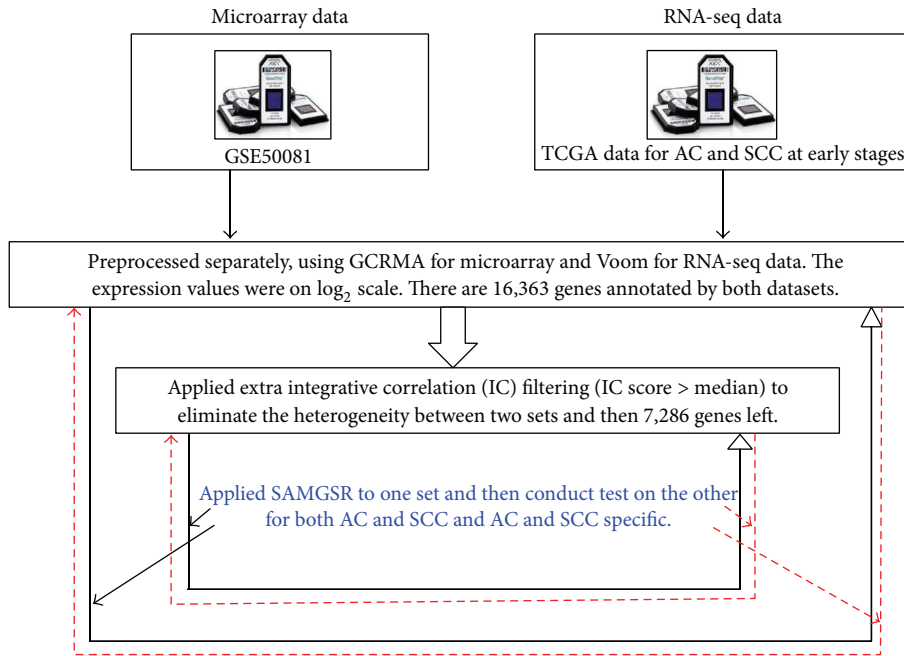 Microarray data
RNA-seq data
GSE50081
TCGA data for AC and SCC at early stages
Preprocessed separately, using GCRMA for microarray and Voom for RNA-seq data. The
expression values were on log₂ scale. There are 16,363 genes annotated by both datasets.
Applied extra integrative correlation (IC) filtering (IC score > median) to
eliminate the heterogeneity between two sets and then 7,286 genes left.
Applied SAMGSR to one set and then conduct test on the other
for both AC and SCC and AC and SCC specific.